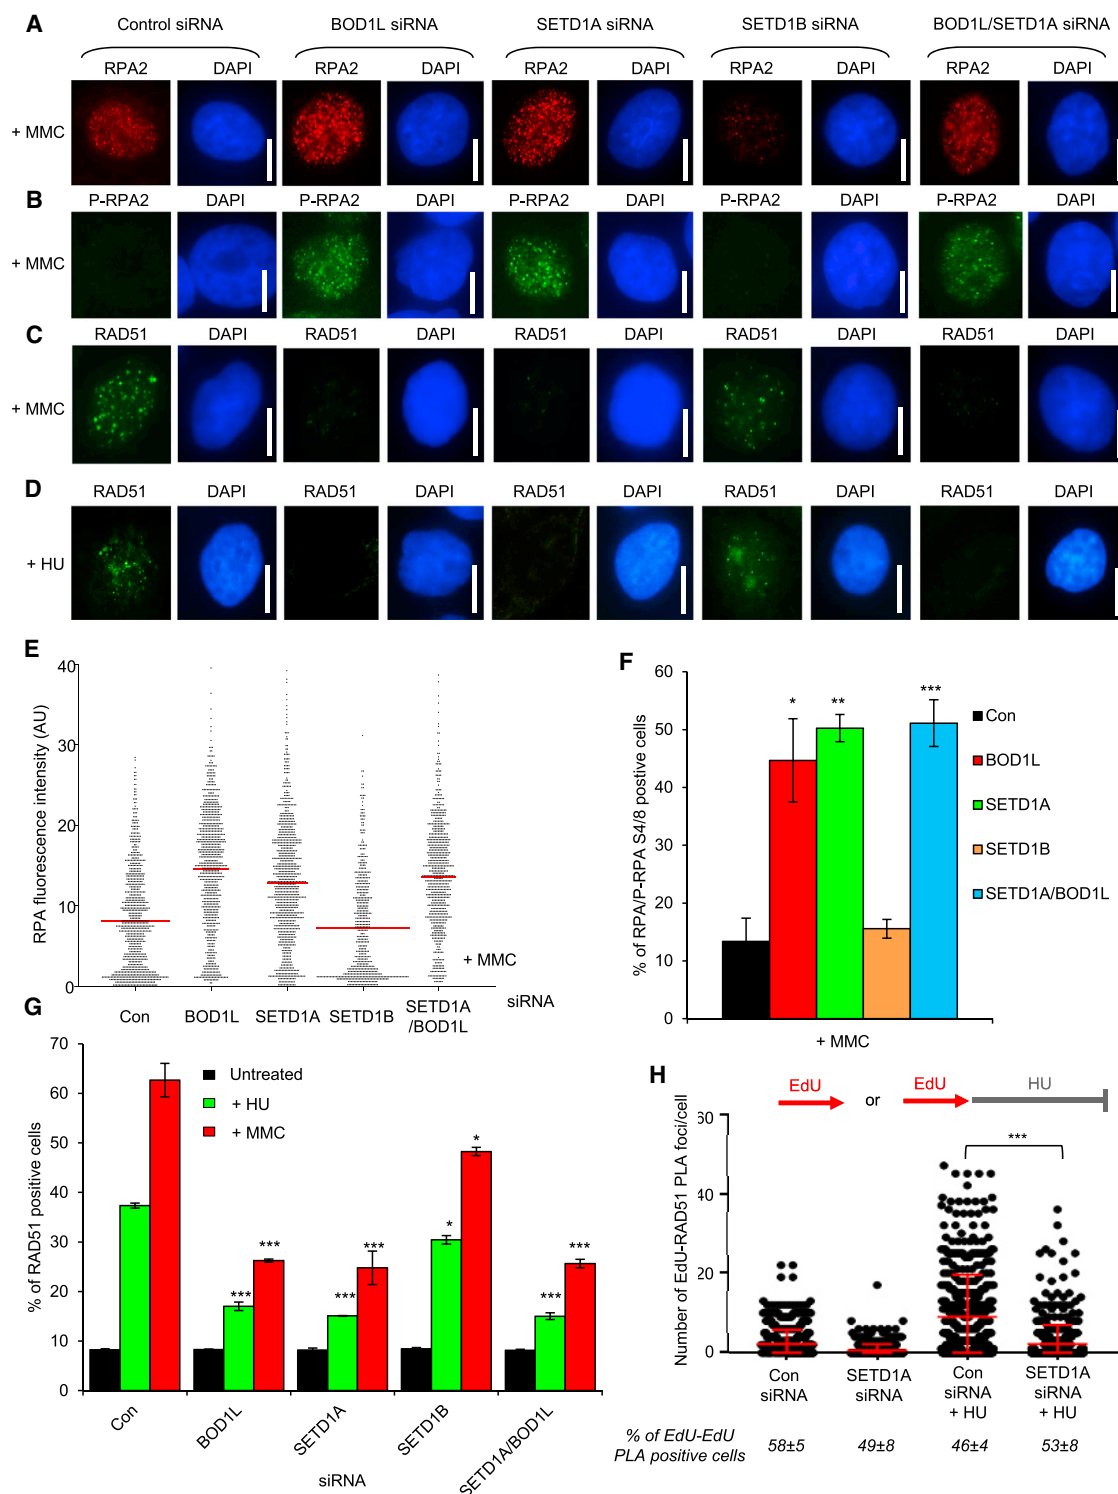 A
Control siRNA BOD1L siRNA SETD1A siRNA SETD1B siRNA BOD1L/SETD1A siRNA
RPA2 DAPI RPA2 DAPI RPA2 DAPI RPA2 DAPI RPA2 DAPI
+ MMC
B
P-RPA2 DAPI P-RPA2 DAPI P-RPA2 DAPI P-RPA2 DAPI P-RPA2 DAPI
+ MMC
C
RAD51 DAPI RAD51 DAPI RAD51 DAPI RAD51 DAPI RAD51 DAPI
+ MMC
D
RAD51 DAPI RAD51 DAPI RAD51 DAPI RAD51 DAPI RAD51 DAPI
+ HU
E
RPA fluorescence intensity (AU)
40
30
20
10
0
+ MMC
siRNA
Con BOD1L SETD1A SETD1B SETD1A
/BOD1L
F
% of RPA/P-RPA S4/8 postive cells
60
50
40
30
20
10
0
* ** ***
Con
BOD1L
SETD1A
SETD1B
SETD1A/BOD1L
+ MMC
G
% of RAD51 positive cells
70
60
50
40
30
20
10
0
Untreated
+ HU
+ MMC
*** *** *** *** * * *** ***
Con BOD1L SETD1A SETD1B SETD1A/BOD1L
siRNA
H
EdU or EdU HU
Number of EdU-RAD51 PLA foci/cell
60
40
20
0
***
Con SETD1A Con SETD1A
siRNA siRNA siRNA siRNA
+ HU + HU
% of EdU-EdU
PLA positive cells
58±5 49±8 46±4 53±8